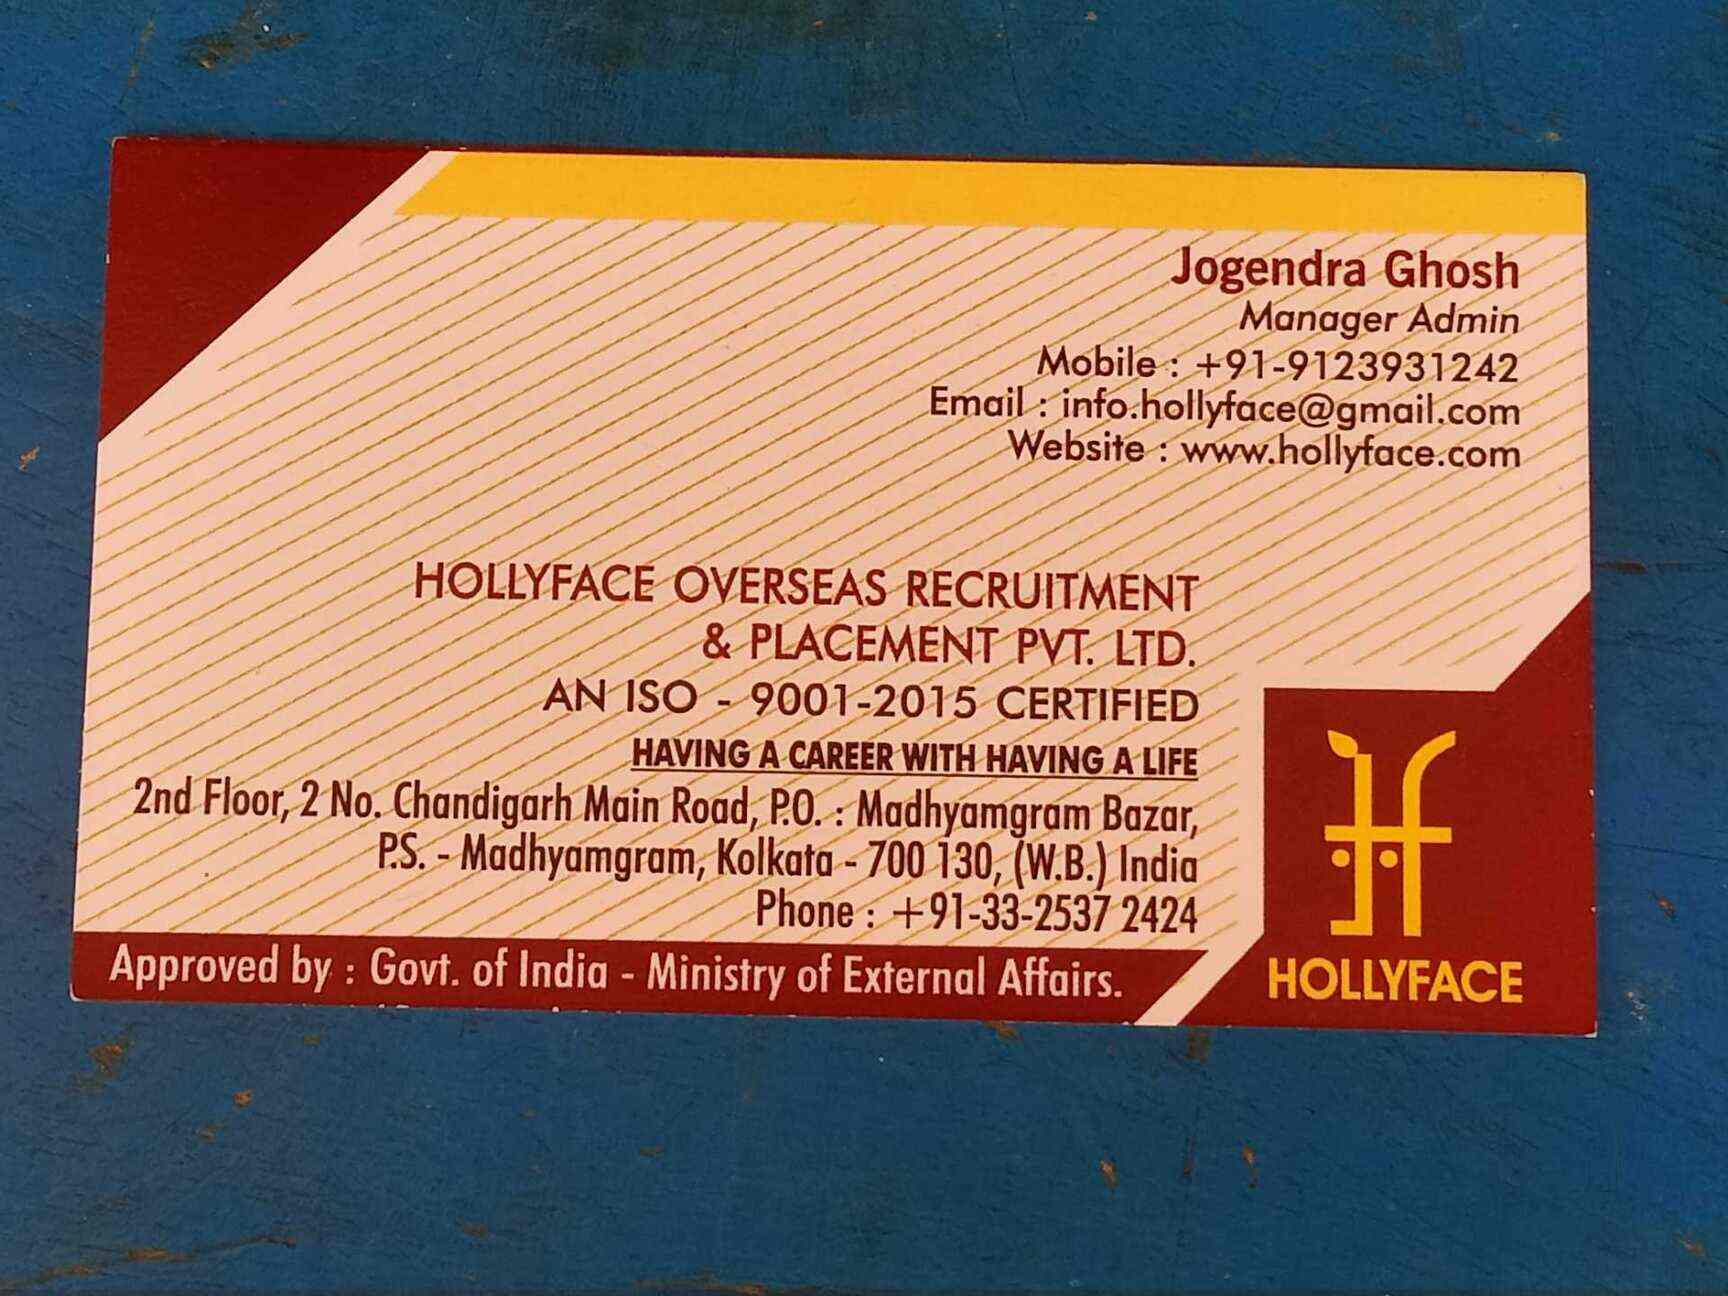 Jogendra Ghosh
Manager Admin
Mobile : +91-9123931242
Email : info.hollyface@gmail.com
Website : www.hollyface.com
HOLLYFACE OVERSEAS RECRUITMENT
& PLACEMENT PVT. LTD.
AN ISO - 9001-2015 CERTIFIED
HAVING A CAREER WITH HAVING A LIFE
2nd Floor, 2 No. Chandigarh Main Road, P.O. : Madhyamgram Bazar,
P.S. - Madhyamgram, Kolkata - 700 130, (W.B.) India
Phone : +91-33-2537 2424
Approved by : Govt. of India - Ministry of External Affairs.
HOLLYFACE